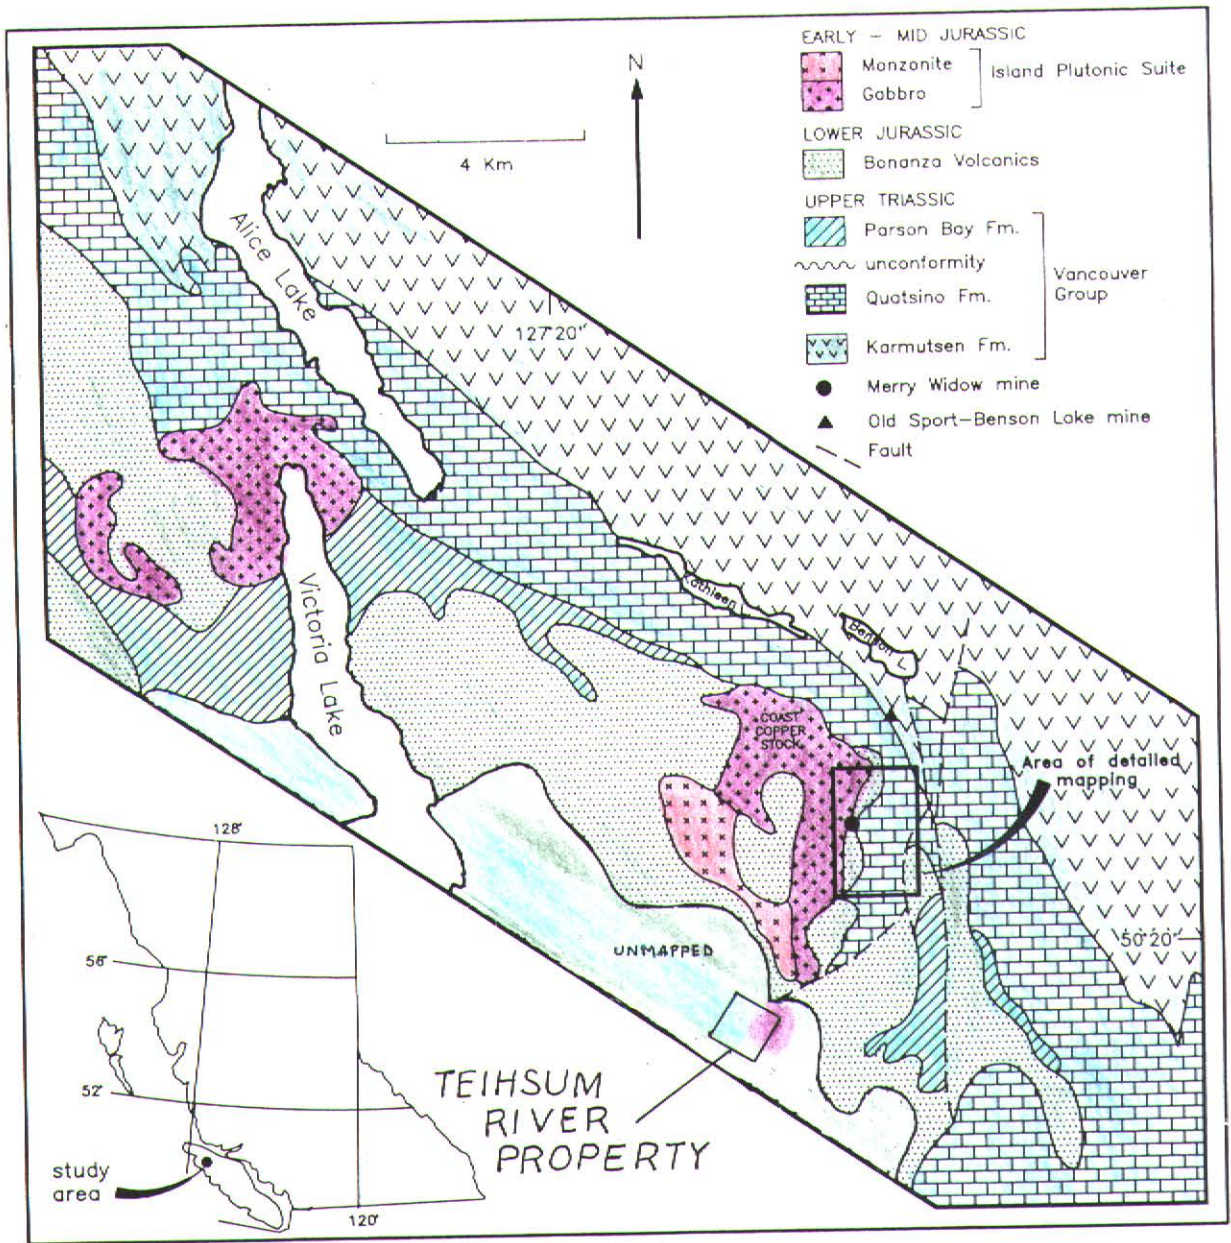 EARLY - MID JURASSIC
Monzonite
Gabbro
Island Plutonic Suite
LOWER JURASSIC
Bonanza Volcanics
UPPER TRIASSIC
Parson Bay Fm.
unconformity
Quatsino Fm.
Karmutsen Fm.
Vancouver
Group
Merry Widow mine
Old Sport-Benson Lake mine
Fault
N
4 Km
Alice Lake
127°20"
Kathleen L
Benson L.
Victoria Lake
COAST
COPPER
STOCK
Area of detailed
mapping
50°20"
UNMAPPED
TEIHSUM
RIVER
PROPERTY
128°
56°
52°
120°
study
area